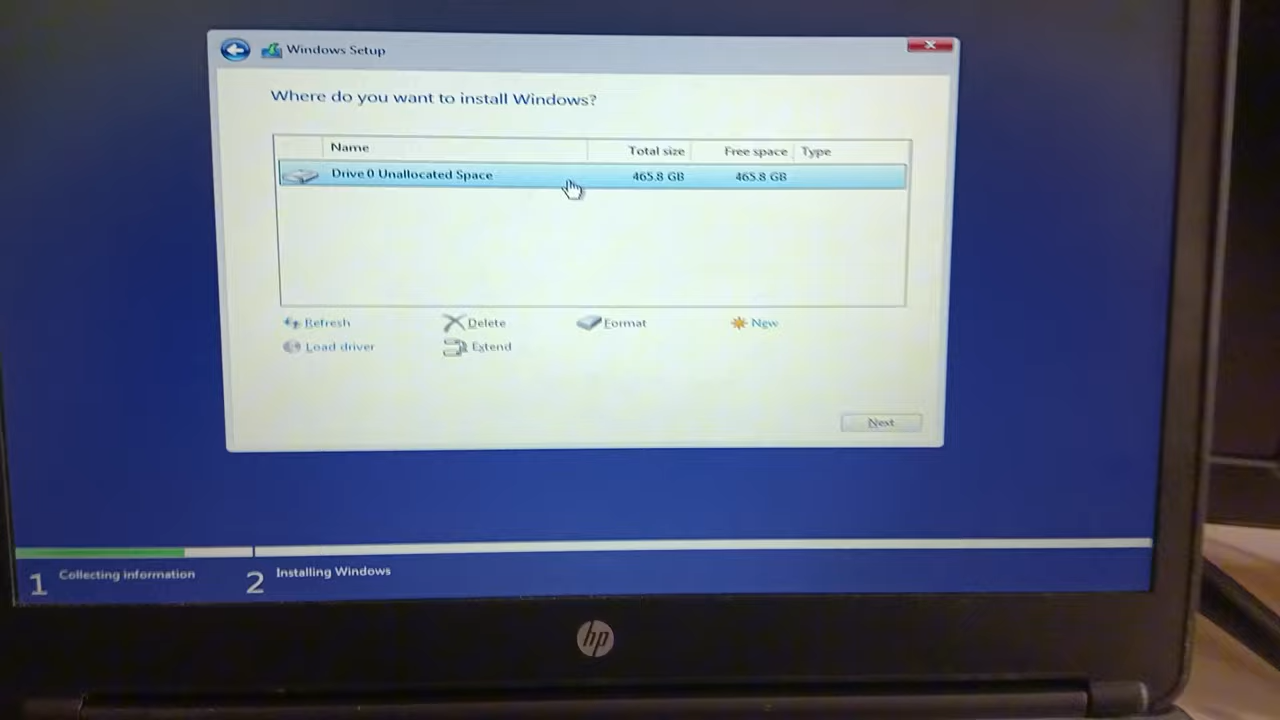 Windows Setup
Where do you want to install Windows?
Name Total size Free space Type
Drive 0 Unallocated Space 465.8 GB 465.8 GB
Refresh Delete Format New
Load driver Extend
Next
1 Collecting information 2 Installing Windows
hp